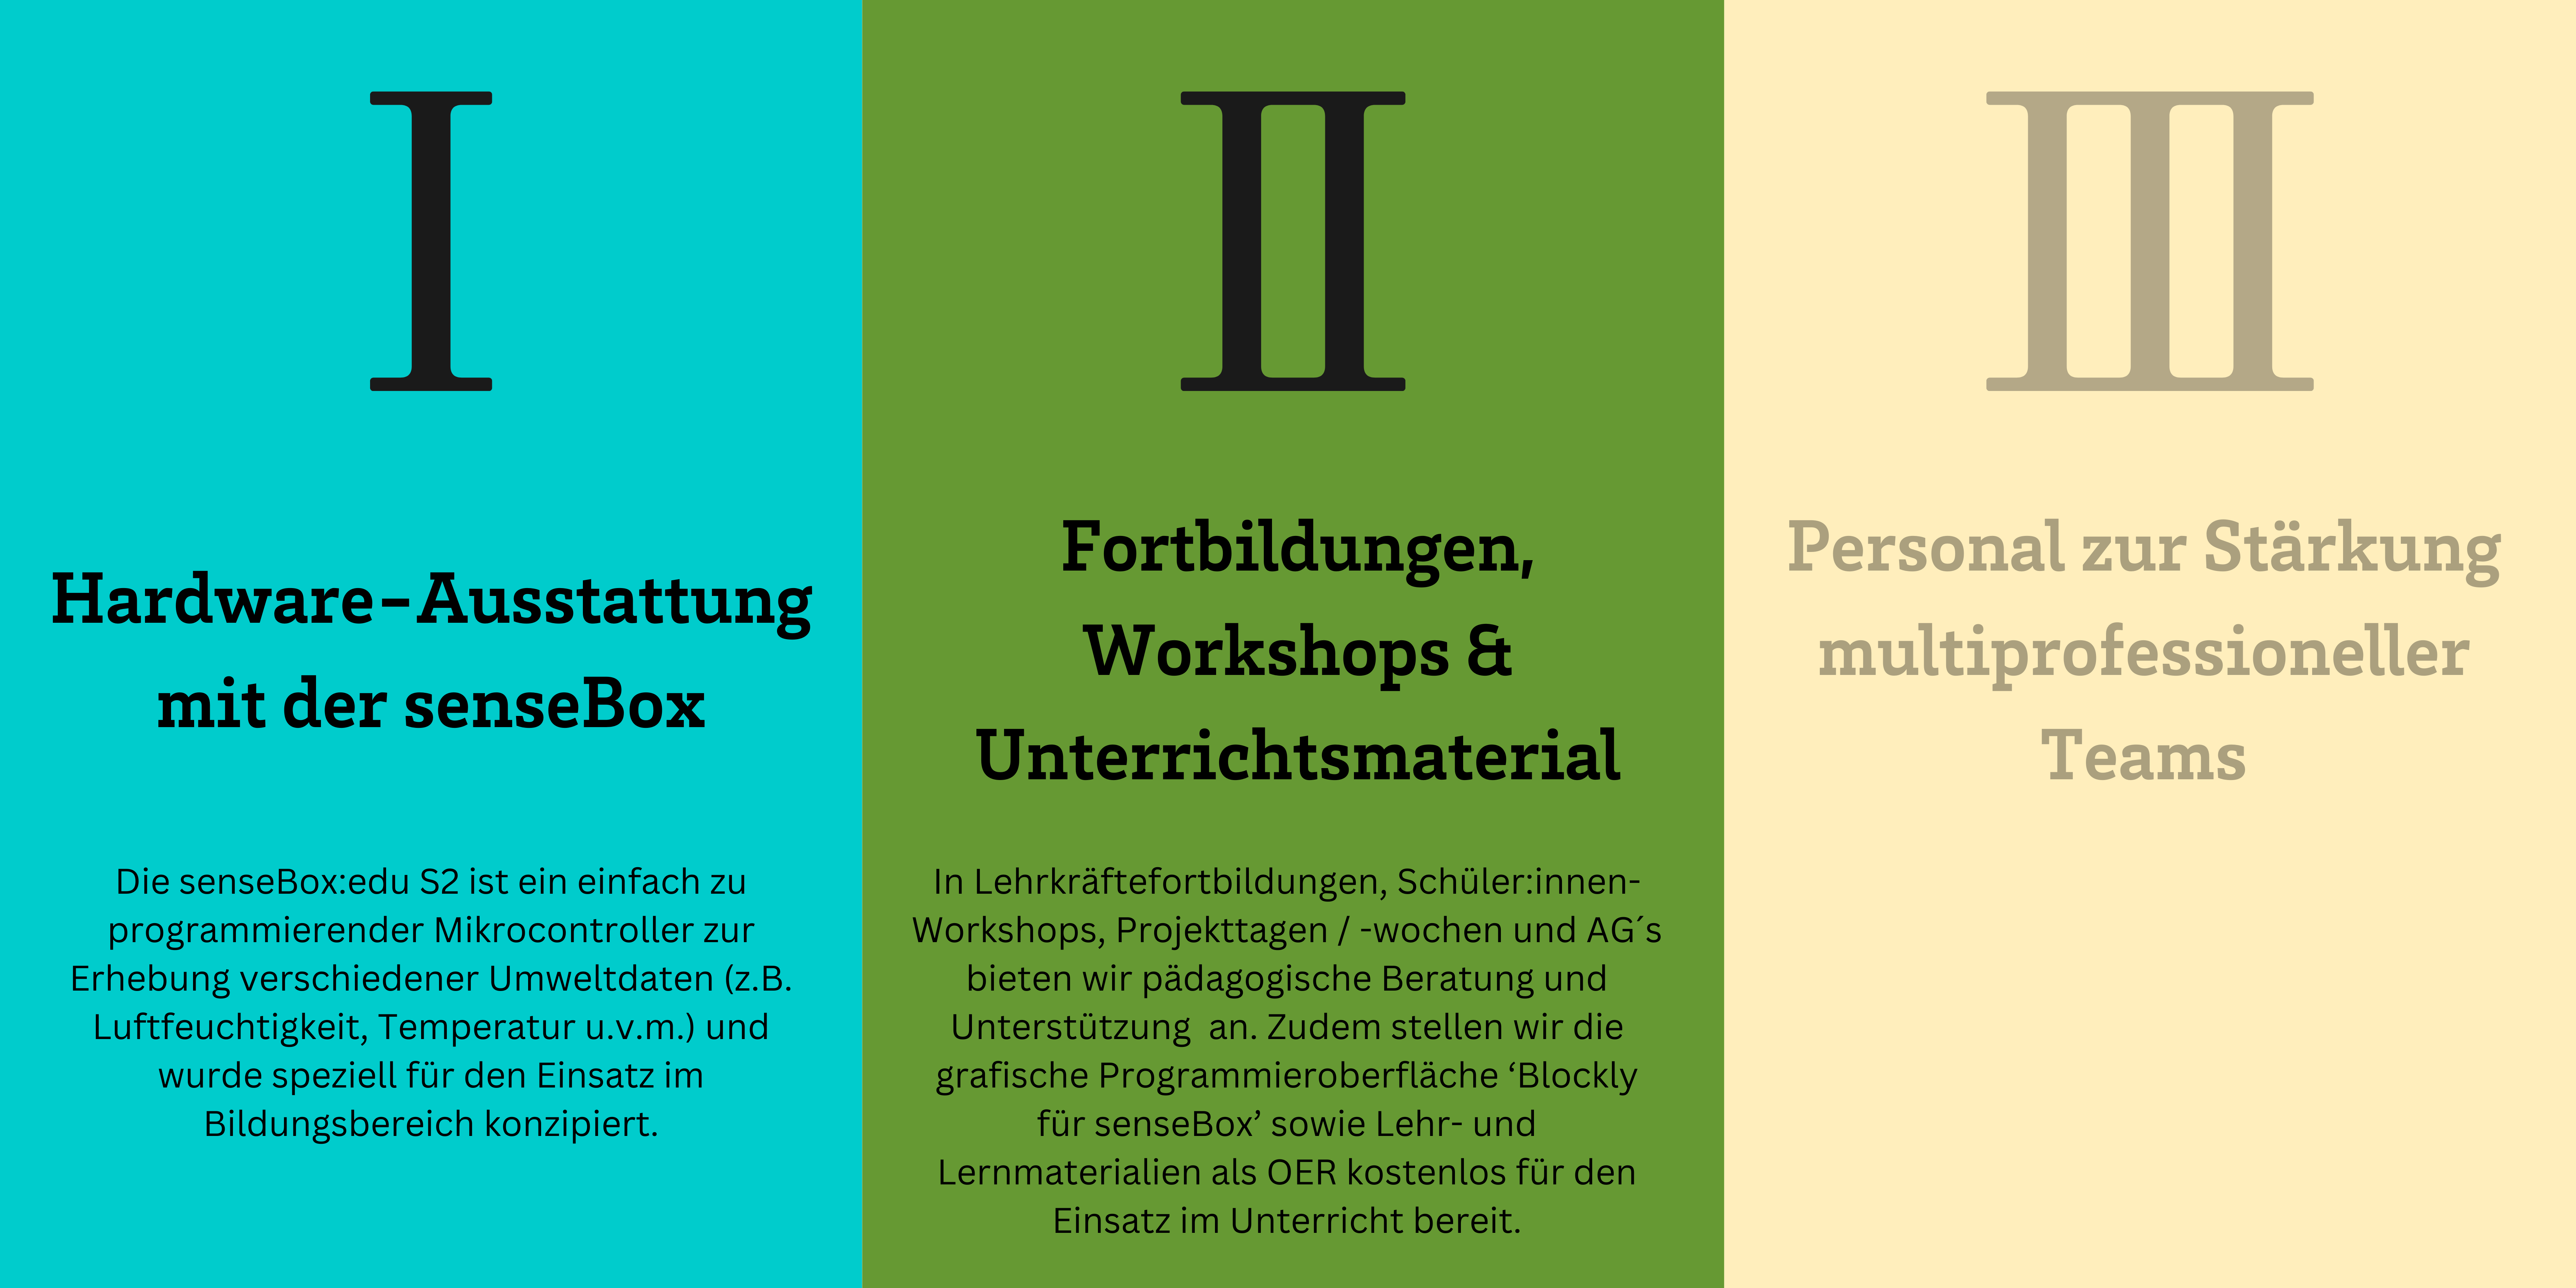 I
Hardware-Ausstattung
mit der senseBox
Die senseBox:edu S2 ist ein einfach zu
programmierender Mikrocontroller zur
Erhebung verschiedener Umweltdaten (z.B.
Luftfeuchtigkeit, Temperatur u.v.m.) und
wurde speziell für den Einsatz im
Bildungsbereich konzipiert.
II
Fortbildungen,
Workshops &
Unterrichtsmaterial
In Lehrkräftefortbildungen, Schüler:innen-
Workshops, Projekttagen / -wochen und AG´s
bieten wir pädagogische Beratung und
Unterstützung  an. Zudem stellen wir die
grafische Programmieroberfläche ‘Blockly
für senseBox’ sowie Lehr- und
Lernmaterialien als OER kostenlos für den
Einsatz im Unterricht bereit.
III
Personal zur Stärkung
multiprofessioneller
Teams